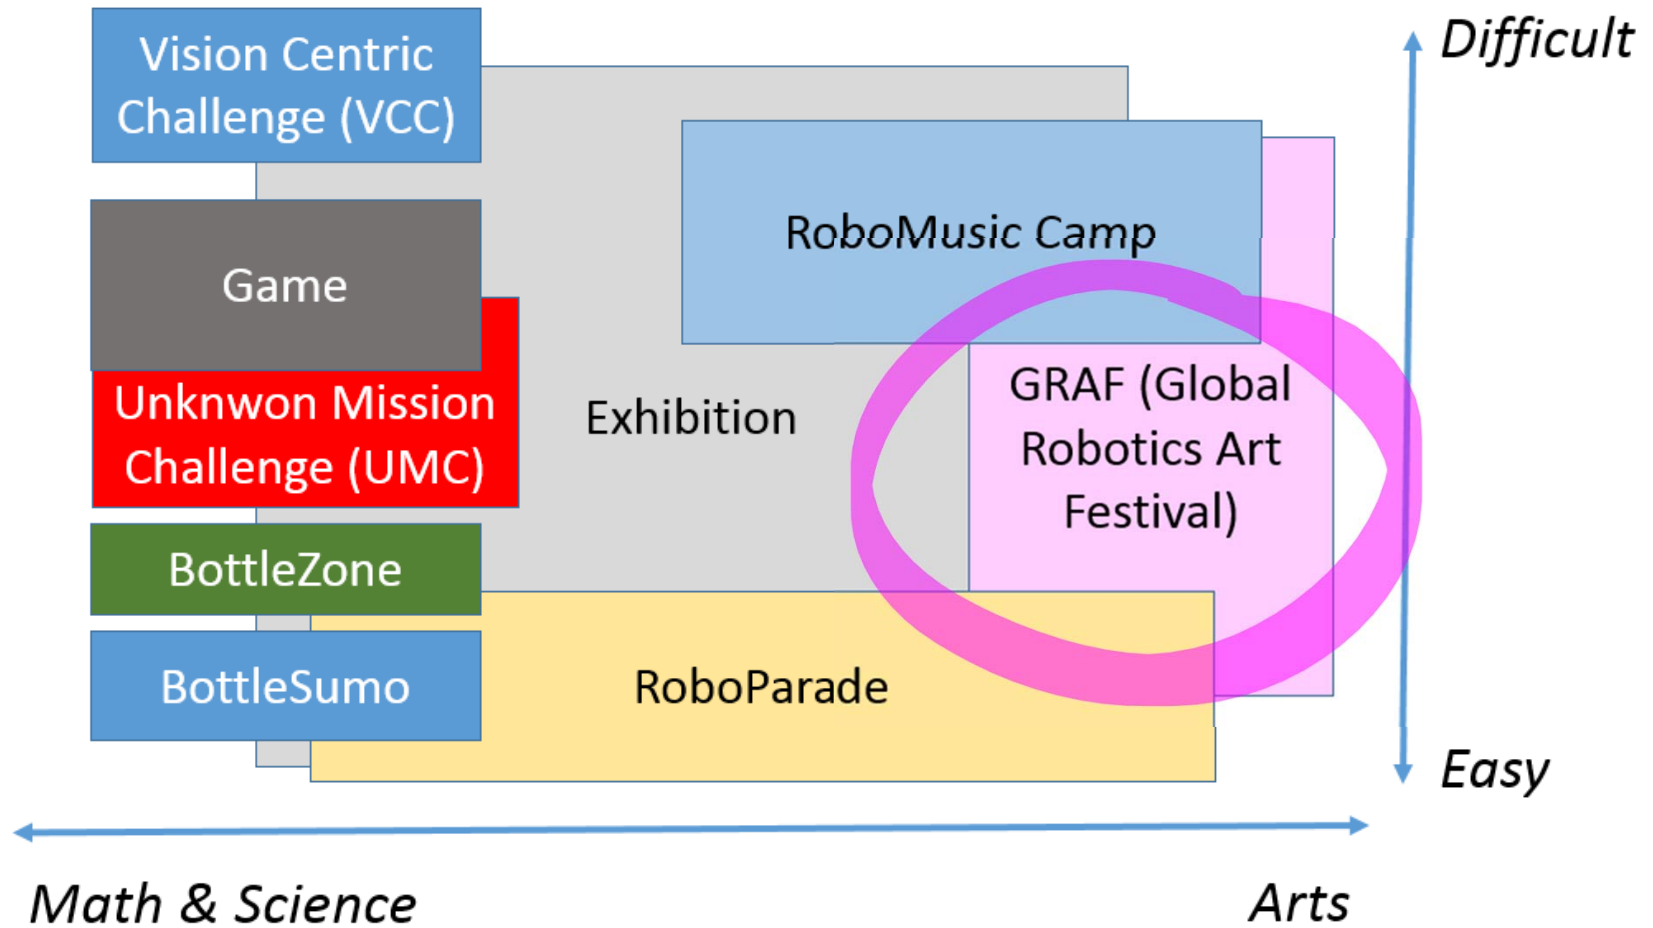 Vision Centric
Challenge (VCC)
Difficult
RoboMusic Camp
Game
GRAF (Global
Robotics Art
Festival)
Unknwon Mission
Challenge (UMC)
Exhibition
BottleZone
BottleSumo
RoboParade
Easy
Math & Science
Arts